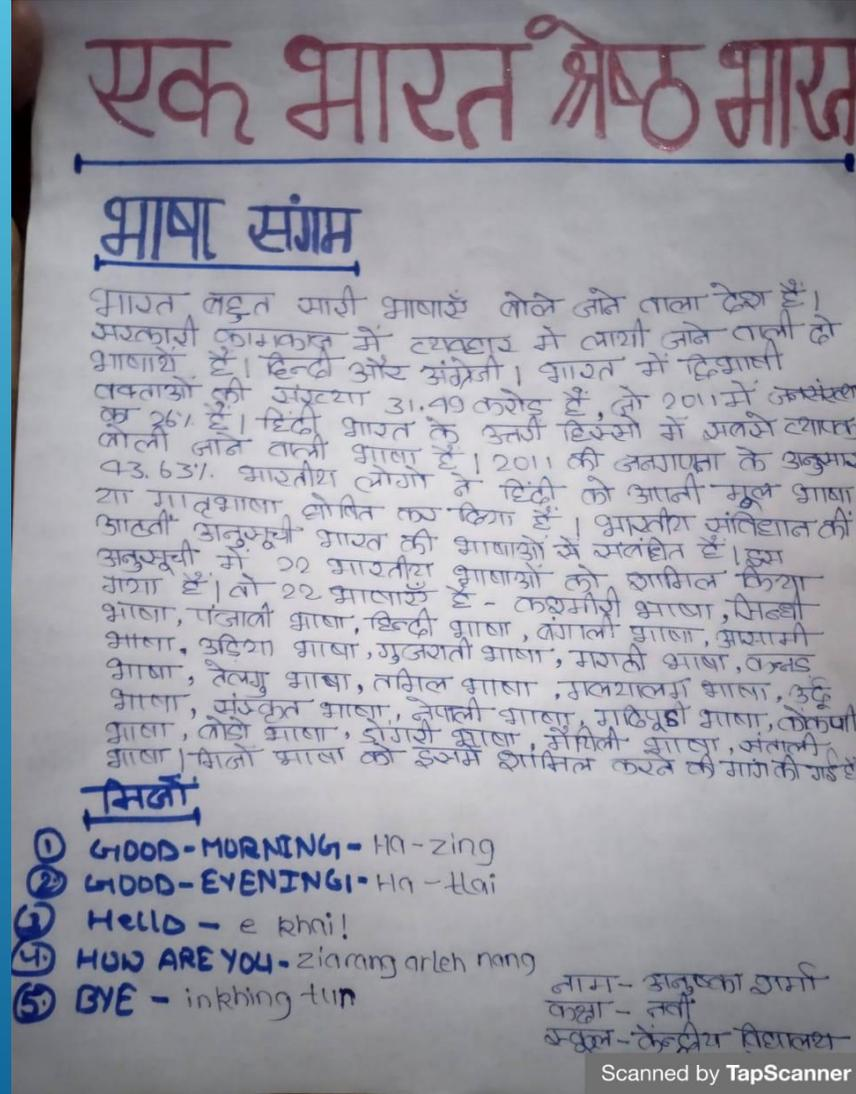 एक भारत श्रेष्ठ भारत
भाषा संगम
भारत बहुत सारी भाषाएँ बोले जाने वाला देश हैं।
सरकारी कामकाज में व्यवहार में लायी जाने वाली दो
भाषायें हैं। हिन्दी और अंग्रेजी। भारत में द्विभाषी
वक्ताओं की संख्या 31.49 करोड़ हैं, जो 2011 में जनसंख्या
का 26% हैं। हिंदी भारत के उत्तरी हिस्सों में सबसे व्यापक
बोली जाने वाली भाषा हैं। 2011 की जनगणना के अनुसार
43.63% भारतीय लोगों ने हिंदी को अपनी मूल भाषा
या मातृभाषा घोषित कर दिया हैं। भारतीय संविधान की
आठवीं अनुसूची भारत की भाषाओं से संबंहीत हैं। इस
अनुसूची में 22 भारतीय भाषाओं को शामिल किया
गया हैं। वो 22 भाषाएँ हैं - कश्मीरी भाषा, सिन्धी
भाषा, पंजाबी भाषा, हिन्दी भाषा, बंगाली भाषा, आसामी
भाषा, उड़िया भाषा, गुजराती भाषा, मराठी भाषा, कन्नड
भाषा, तेलगु भाषा, तमिल भाषा, मलयालम भाषा, उर्दू
भाषा, संस्कृत भाषा, नेपाली भाषा, भाषा, कोंकणी
भाषा, बोडो भाषा, डोगरी भाषा, मैथिली भाषा, संताली
भाषा। मिजो भाषा को इसमें शामिल करने की मांग की गई हैं
मिजो
① GOOD-MORNING- Ha-zing
② GOOD-EVENING- Ha-tlai
③ HellO - e khai!
④ HOW ARE YOU- ziarang arleh nang
⑤ BYE - inkhing tun
नाम- अनुष्का शर्मा
कक्षा - नवीं
स्कूल- केन्द्रीय विद्यालय
Scanned by TapScanner